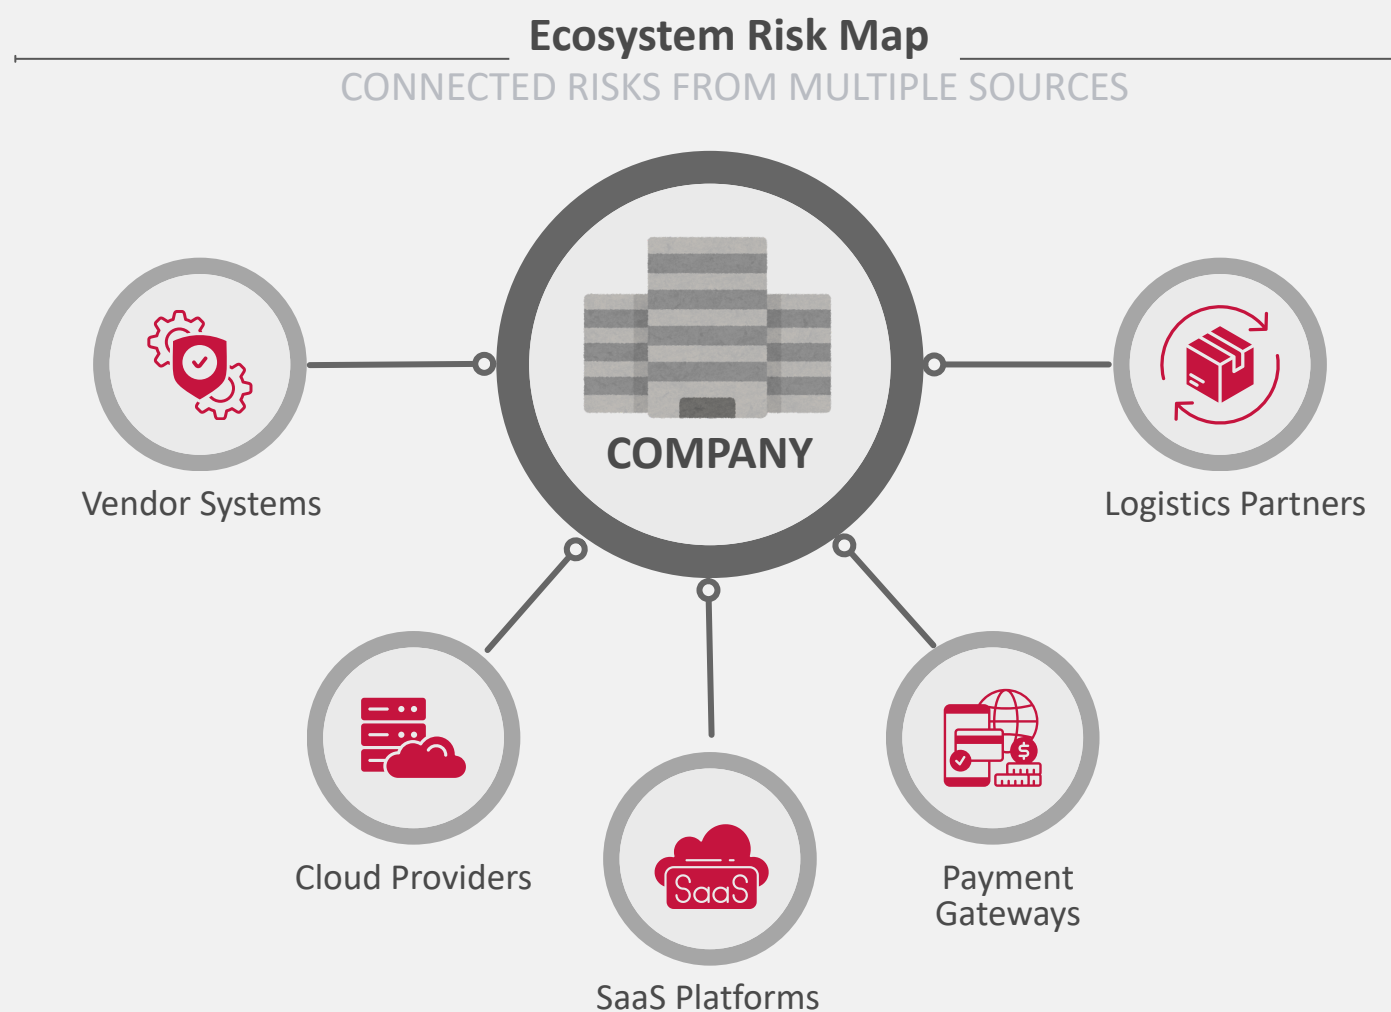 Ecosystem Risk Map
CONNECTED RISKS FROM MULTIPLE SOURCES
COMPANY
Vendor Systems
Logistics Partners
Cloud Providers
SaaS
Payment
Gateways
SaaS Platforms
$